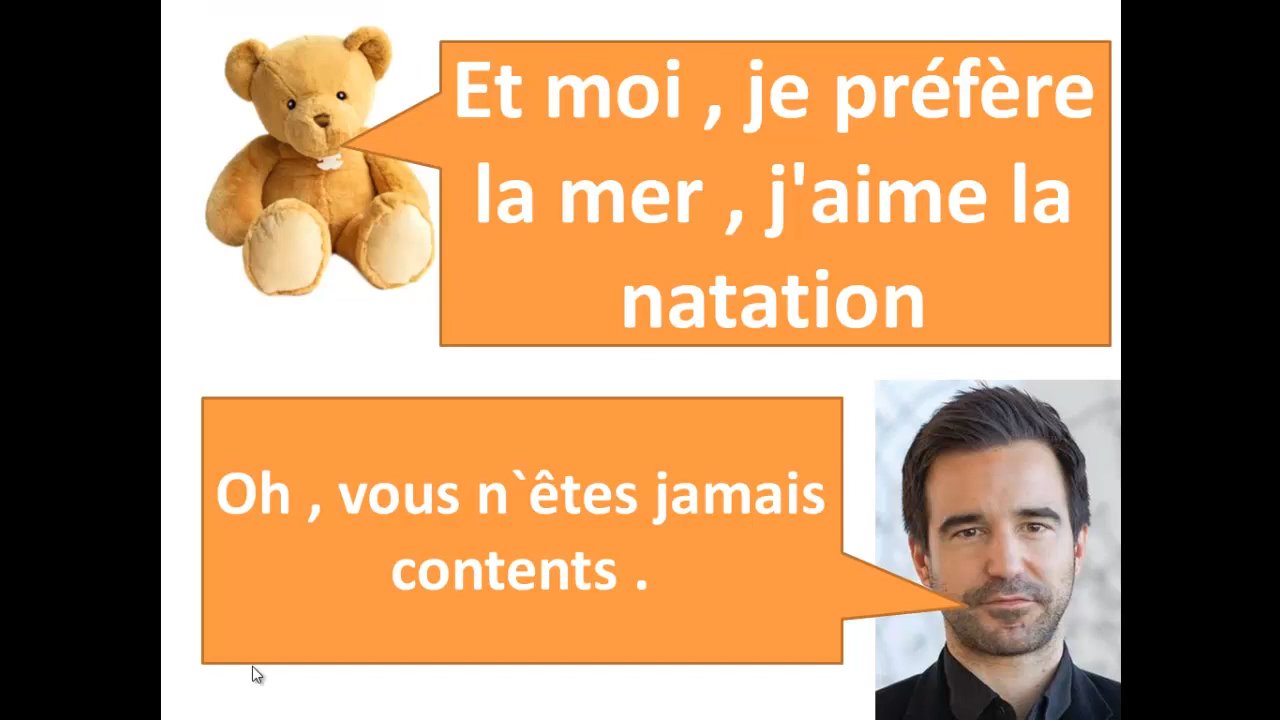 Et moi , je préfère
la mer , j'aime la
natation
Oh , vous n`êtes jamais
contents .